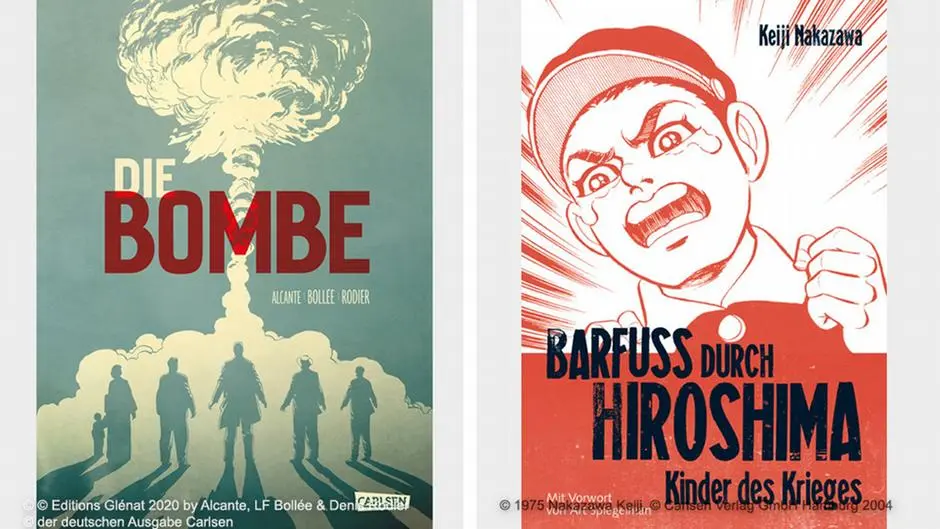 DIE
BOMBE
ALCANTE | BOLLÉE | RODIER
CARLSEN
© Editions Glénat 2020 by Alcante, LF Bollée & Denis Rodier
© der deutschen Ausgabe Carlsen
Keiji Nakazawa
BARFUSS DURCH
HIROSHIMA
Kinder des Krieges
Mit Vorwort
von Art Spiegelman
© 1975 Nakazawa Keiji, © Carlsen Verlag GmbH Hamburg 2004